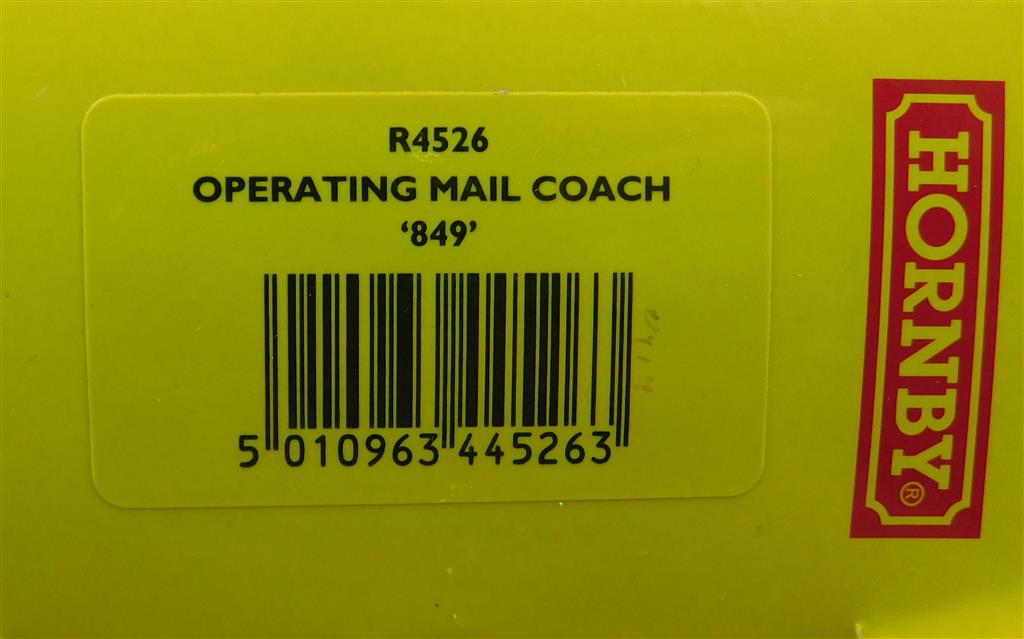 R4526
OPERATING MAIL COACH
‘849’
5 010963 445263
HORNBY®